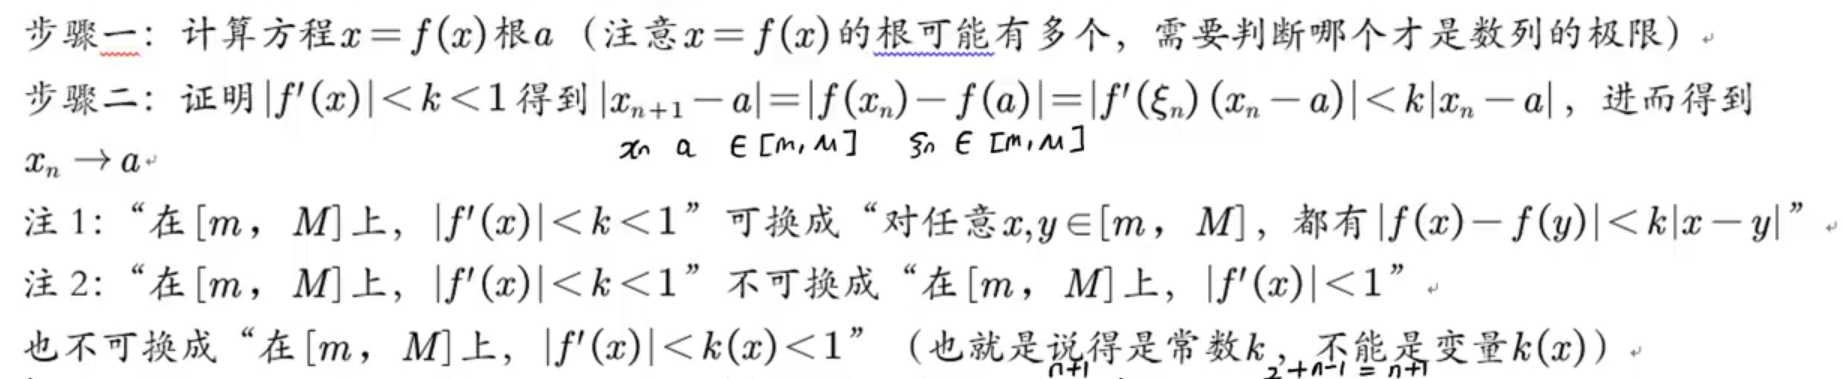 步骤一：计算方程x=f(x)根a（注意x=f(x)的根可能有多个，需要判断哪个才是数列的极限）
步骤二：证明|f′(x)|<k<1得到|xₙ₊₁−a|=|f(xₙ)−f(a)|=|f′(ξₙ)(xₙ−a)|<k|xₙ−a|，进而得到
xₙ a ∈[m,M] ξₙ ∈ [m,M]
xₙ→a
注1：“在[m，M]上，|f′(x)|<k<1”可换成“对任意x,y∈[m，M]，都有|f(x)−f(y)|<k|x−y|”
注2：“在[m，M]上，|f′(x)|<k<1”不可换成“在[m，M]上，|f′(x)|<1”
也不可换成“在[m，M]上，|f′(x)|<k(x)<1”（也就是说得是常数k，不能是变量k(x)）
n+1 2+n-1=n+1